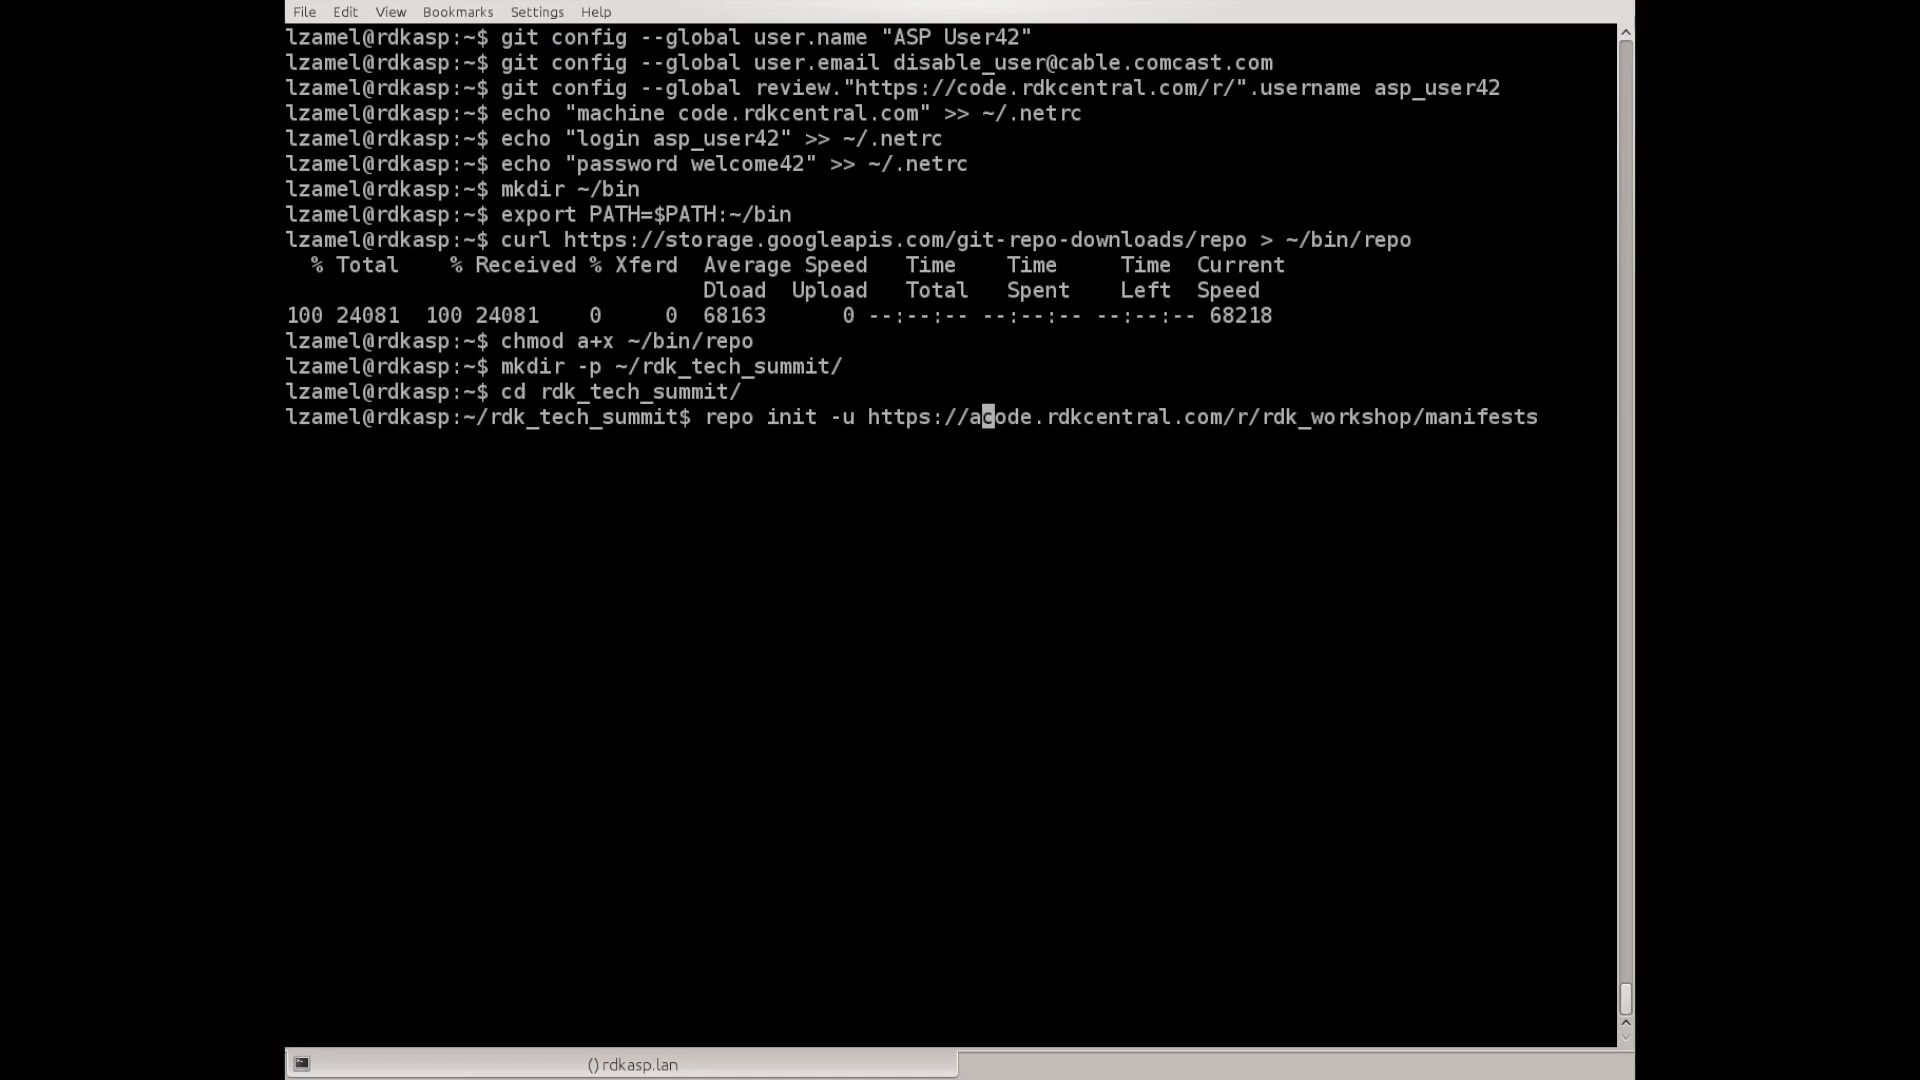 File Edit View Bookmarks Settings Help
lzamel@rdkasp:~$ git config --global user.name "ASP User42"
lzamel@rdkasp:~$ git config --global user.email disable_user@cable.comcast.com
lzamel@rdkasp:~$ git config --global review."https://code.rdkcentral.com/r/".username asp_user42
lzamel@rdkasp:~$ echo "machine code.rdkcentral.com" >> ~/.netrc
lzamel@rdkasp:~$ echo "login asp_user42" >> ~/.netrc
lzamel@rdkasp:~$ echo "password welcome42" >> ~/.netrc
lzamel@rdkasp:~$ mkdir ~/bin
lzamel@rdkasp:~$ export PATH=$PATH:~/bin
lzamel@rdkasp:~$ curl https://storage.googleapis.com/git-repo-downloads/repo > ~/bin/repo
% Total % Received % Xferd Average Speed Time Time Time Current
Dload Upload Total Spent Left Speed
100 24081 100 24081 0 0 68163 0 --:--:-- --:--:-- --:--:-- 68218
lzamel@rdkasp:~$ chmod a+x ~/bin/repo
lzamel@rdkasp:~$ mkdir -p ~/rdk_tech_summit/
lzamel@rdkasp:~$ cd rdk_tech_summit/
lzamel@rdkasp:~/rdk_tech_summit$ repo init -u https://acode.rdkcentral.com/r/rdk_workshop/manifests
() rdkasp.lan